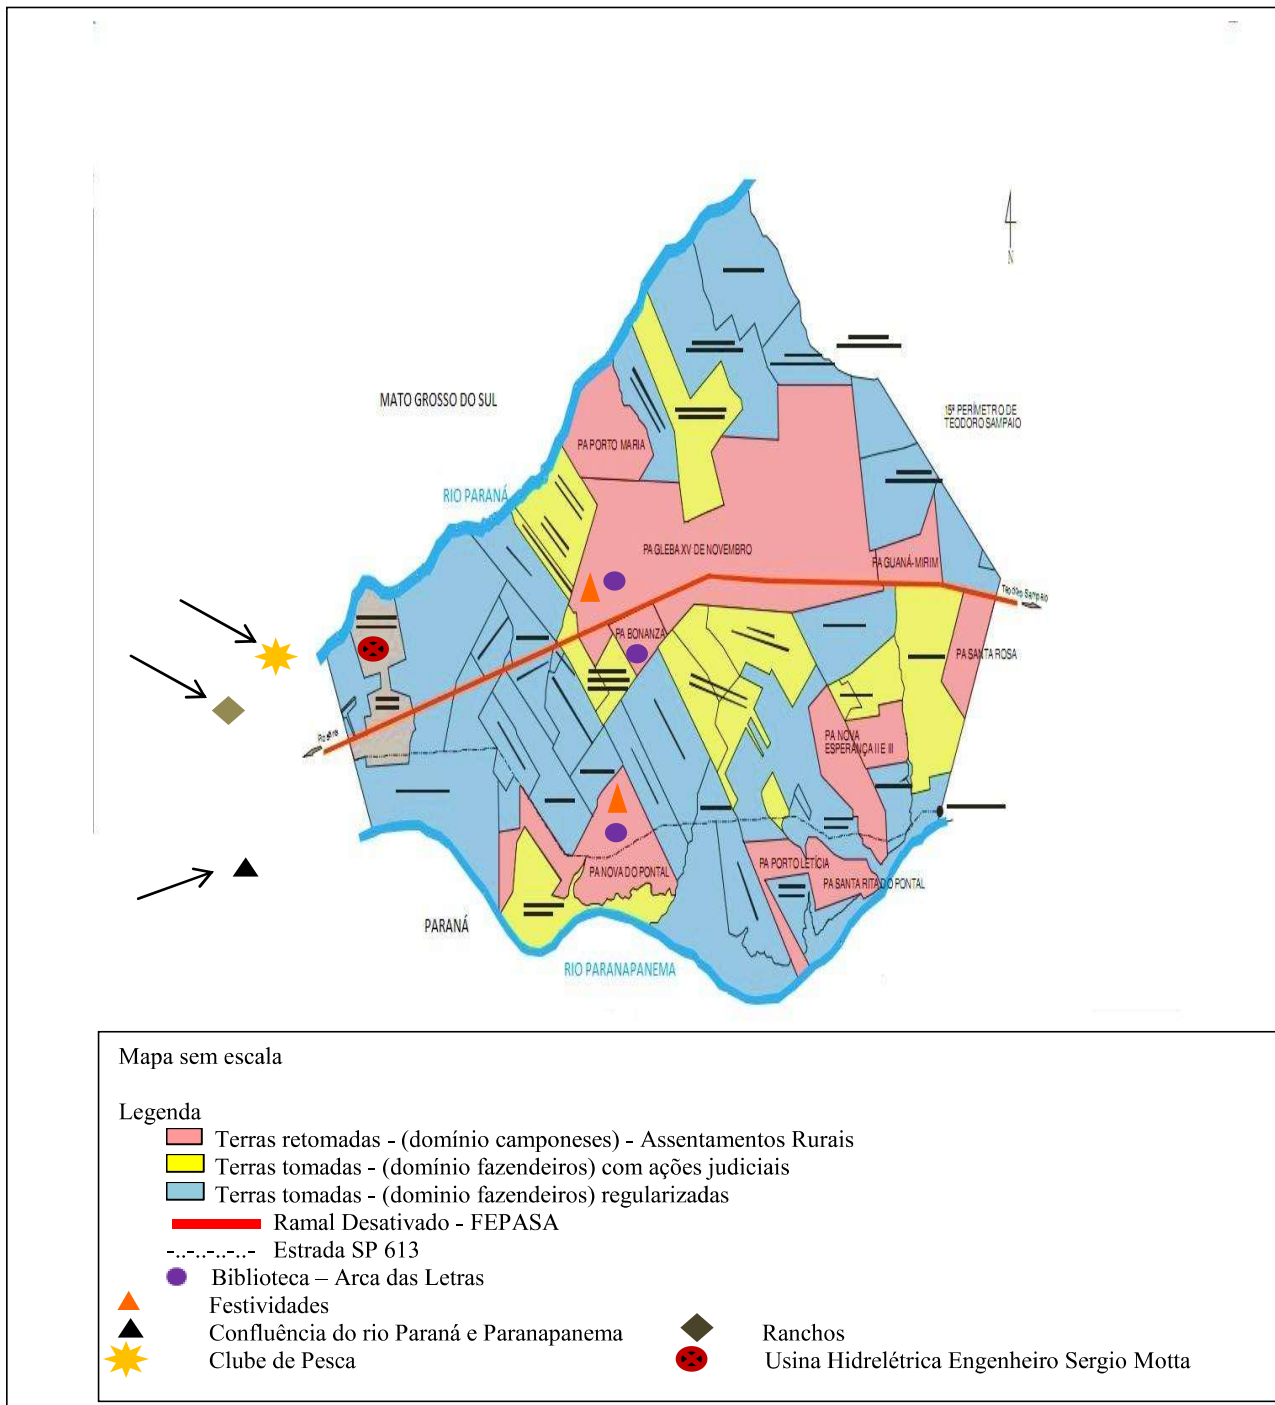 N
MATO GROSSO DO SUL
15º PERÍMETRO DE
TEODORO SAMPAIO
PA PORTO MARIA
RIO PARANÁ
PA GLEBA XV DE NOVEMBRO
PA GUANÁ-MIRIM
Teodoro Sampaio
PA BONANZA
PA SANTA ROSA
PA NOVA
ESPERANÇA II E III
Rosana
PA NOVA DO PONTAL
PA PORTO LETÍCIA
PA SANTA RITA DO PONTAL
PARANÁ
RIO PARANAPANEMA
Mapa sem escala
Legenda
Terras retomadas - (domínio camponeses) - Assentamentos Rurais
Terras tomadas - (domínio fazendeiros) com ações judiciais
Terras tomadas - (dominio fazendeiros) regularizadas
Ramal Desativado - FEPASA
Estrada SP 613
Biblioteca – Arca das Letras
Festividades
Confluência do rio Paraná e Paranapanema
Ranchos
Clube de Pesca
Usina Hidrelétrica Engenheiro Sergio Motta